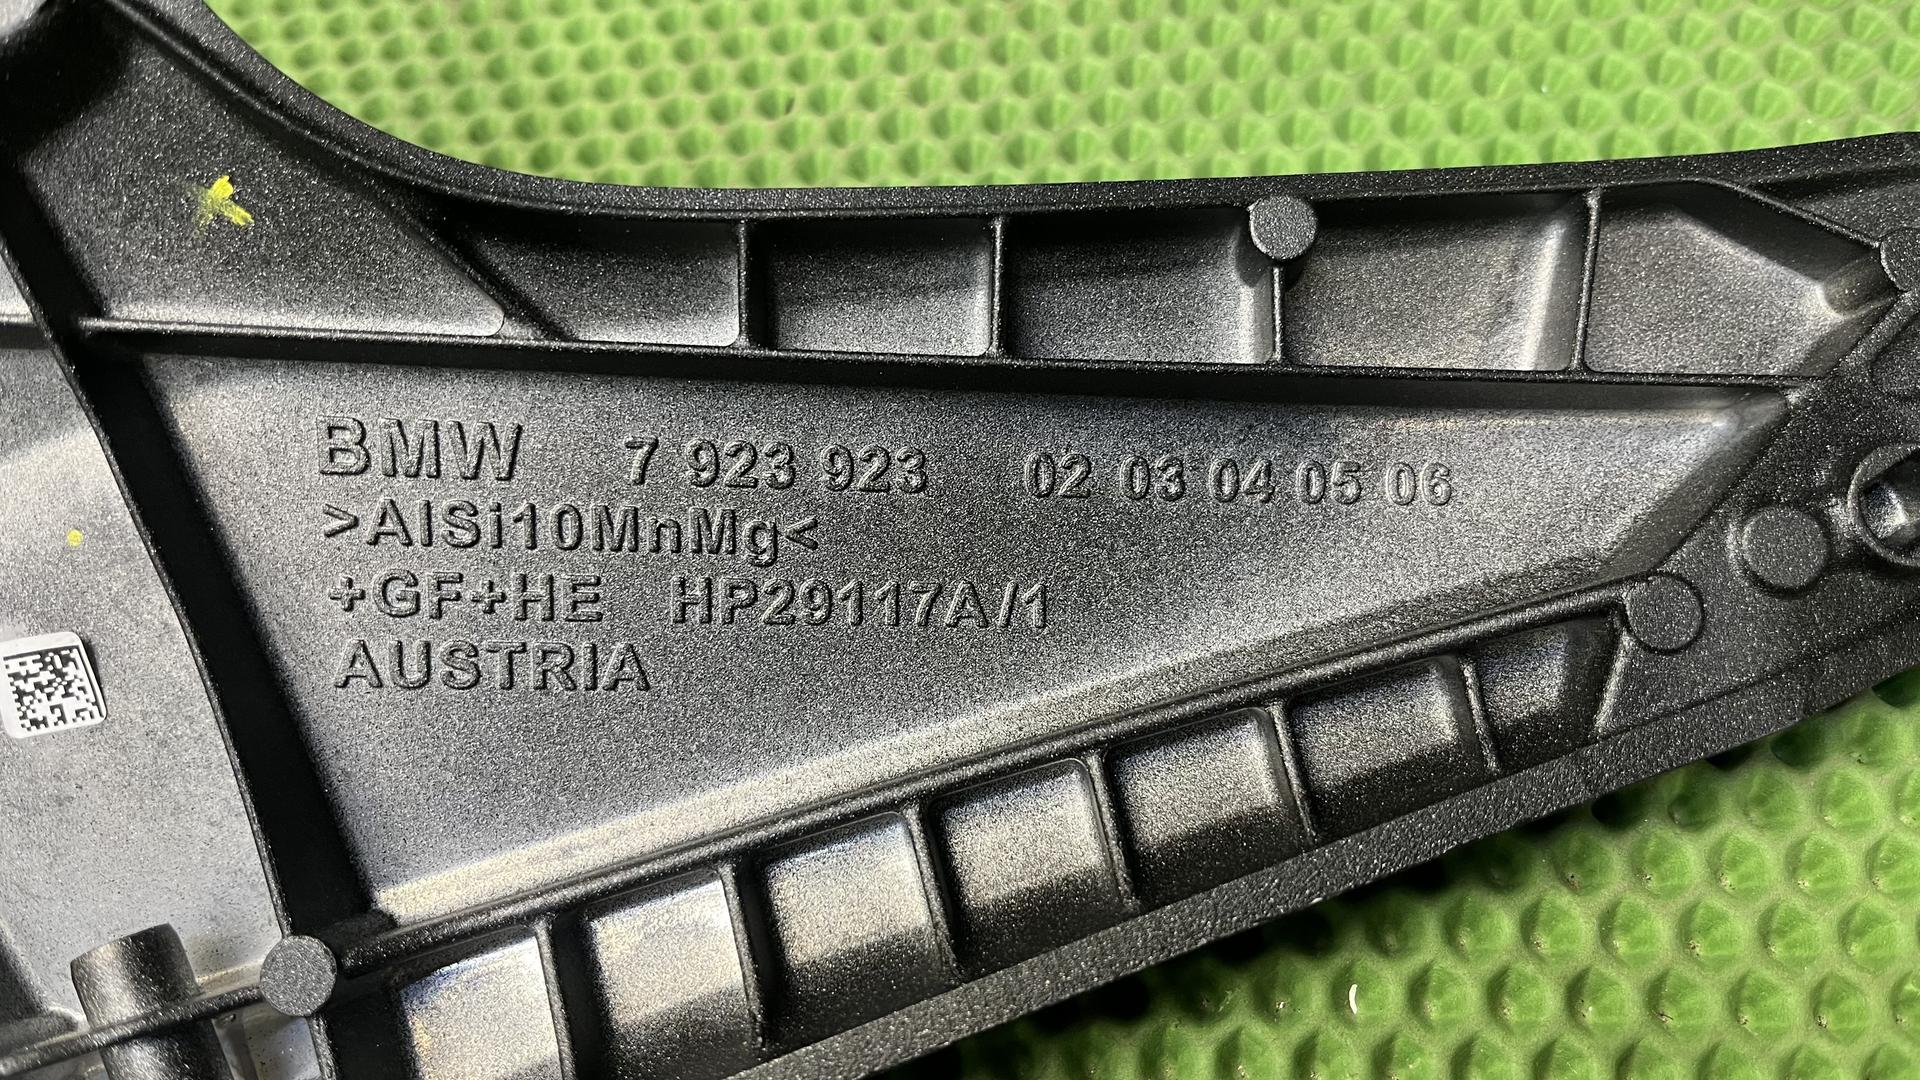 BMW 7 923 923 02 03 04 05 06
>AlSi10MnMg<
+GF+HE HP29117A/1
AUSTRIA